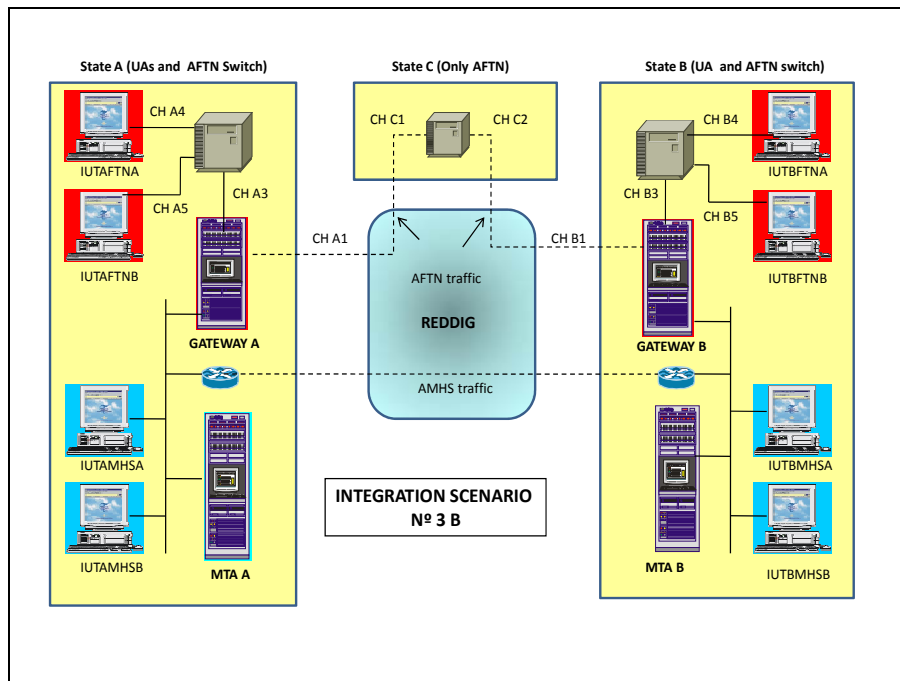 State A (UAs and AFTN Switch)
State C (Only AFTN)
State B (UA and AFTN switch)
CH A4
IUTAFTNA
CH A5
CH A3
IUTAFTNB
CH C1
CH C2
CH B4
IUTBFTNA
CH B3
CH B5
IUTBFTNB
CH A1
CH B1
AFTN traffic
REDDIG
GATEWAY A
GATEWAY B
AMHS traffic
IUTAMHSA
IUTBMHSA
INTEGRATION SCENARIO
Nº 3 B
IUTAMHSB
MTA A
MTA B
IUTBMHSB